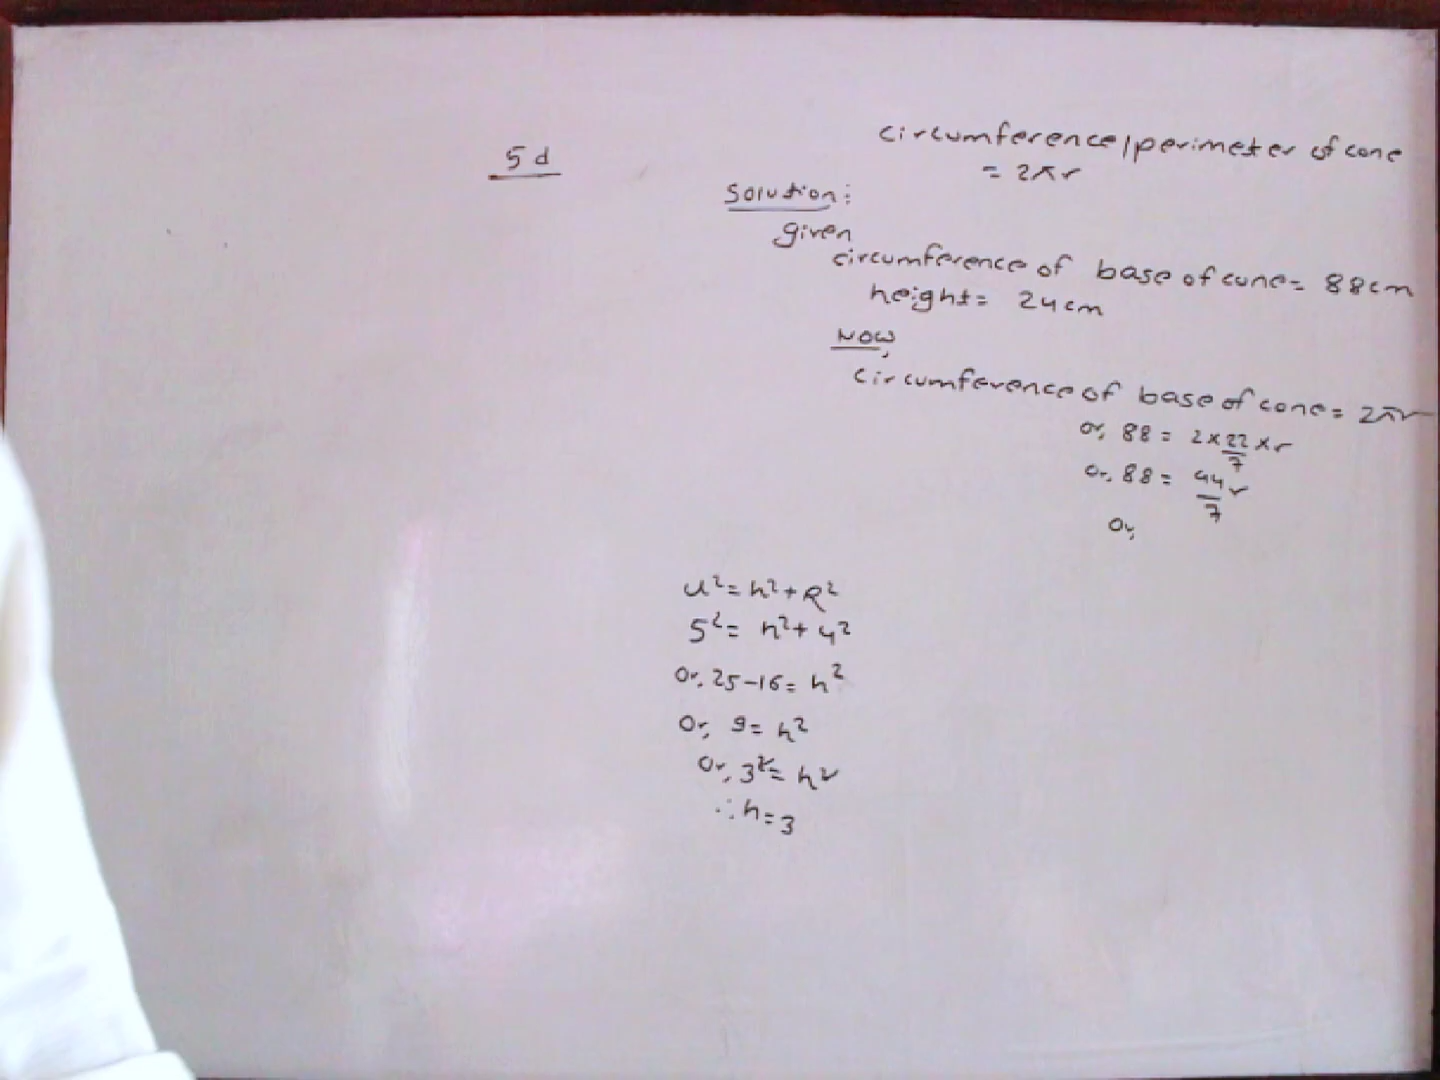 5d
circumference/perimeter of cone
= 2πr
Solution:
given
circumference of base of cone = 88cm
height = 24cm
Now,
circumference of base of cone = 2πr
or, 88 = 2 × 22/7 × r
or, 88 = 44/7 r
or,
l² = h² + R²
5² = h² + 4²
or, 25 - 16 = h²
or, 9 = h²
or, 3² = h²
∴ h = 3